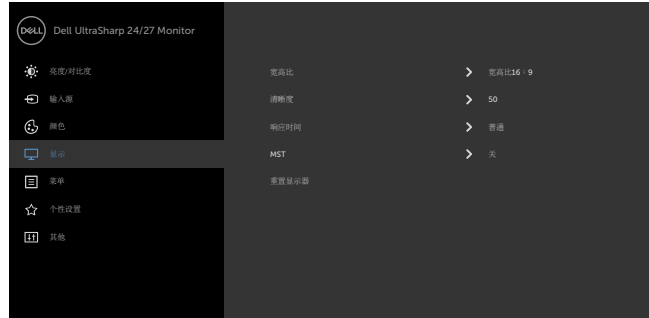 DELL Dell UltraSharp 24/27 Monitor
亮度/对比度
输入源
颜色
显示
菜单
个性设置
其他
宽高比 宽高比16:9
清晰度 50
响应时间 普通
MST 关
重置显示器